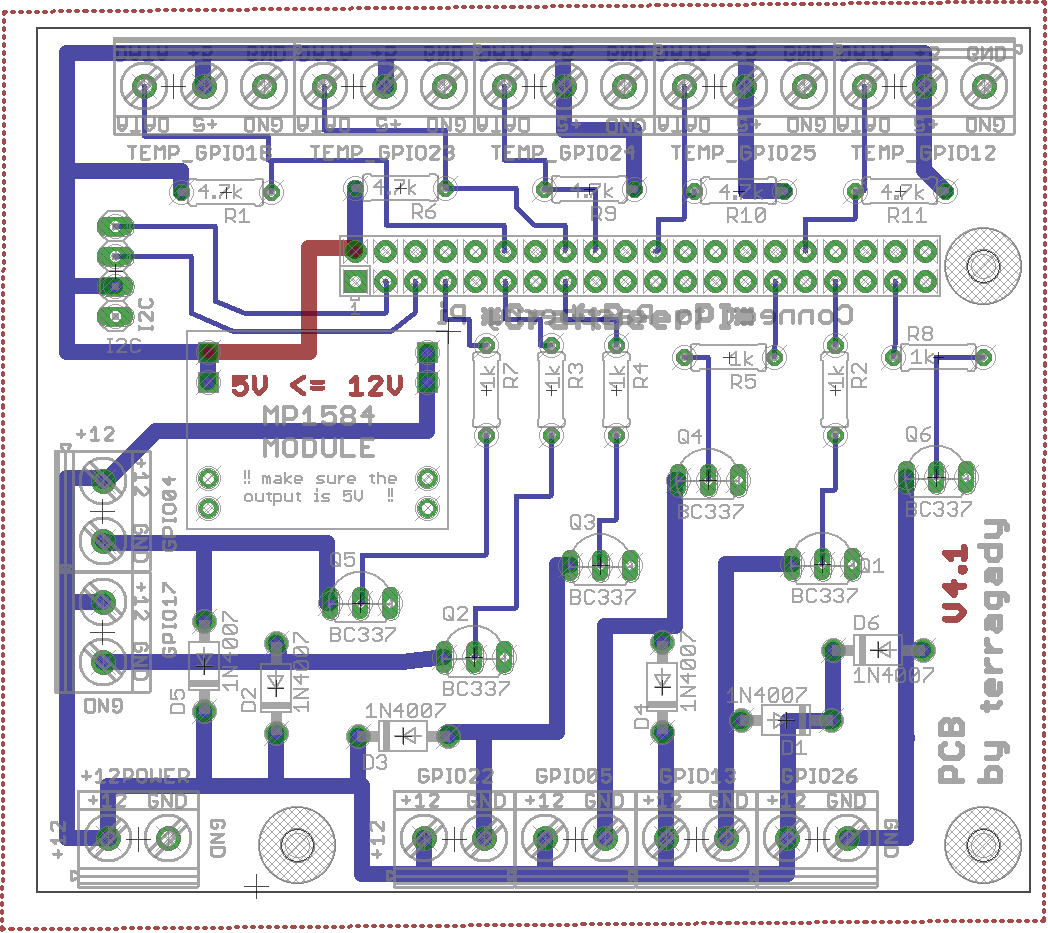 DATA +5 GND DATA +5 GND DATA +5 GND DATA +5 GND DATA +5 GND
DATA +5 GND DATA +5 GND DATA +5 GND DATA +5 GND DATA +5 GND
TEMP_GPIO18 TEMP_GPIO23 TEMP_GPIO24 TEMP_GPIO25 TEMP_GPIO12
4.7k 4.7k 4.7k 4.7k 4.7k
R1 R6 R9 R10 R11
I2C
I2C
1
R8
1k
1k
R5
1k
R7
1k
R3
1k
R4
1k
R2
5V <= 12V
MP1584
MODULE
!! make sure the
output is 5V !!
+12
+12
GND
GPIO04
+12
GND
GPIO17
GND
Q4
BC337
Q6
BC337
Q3
BC337
Q1
BC337
Q5
BC337
Q2
BC337
D5
1N4007
D2
1N4007
D4
1N4007
D6
1N4007
1N4007
D1
1N4007
D3
V4.1
PCB
by terragady
+12POWER
+12 GND
+12
GND
GPIO22 GPIO05 GPIO13 GPIO26
+12 GND +12 GND +12 GND +12 GND
+12
GND